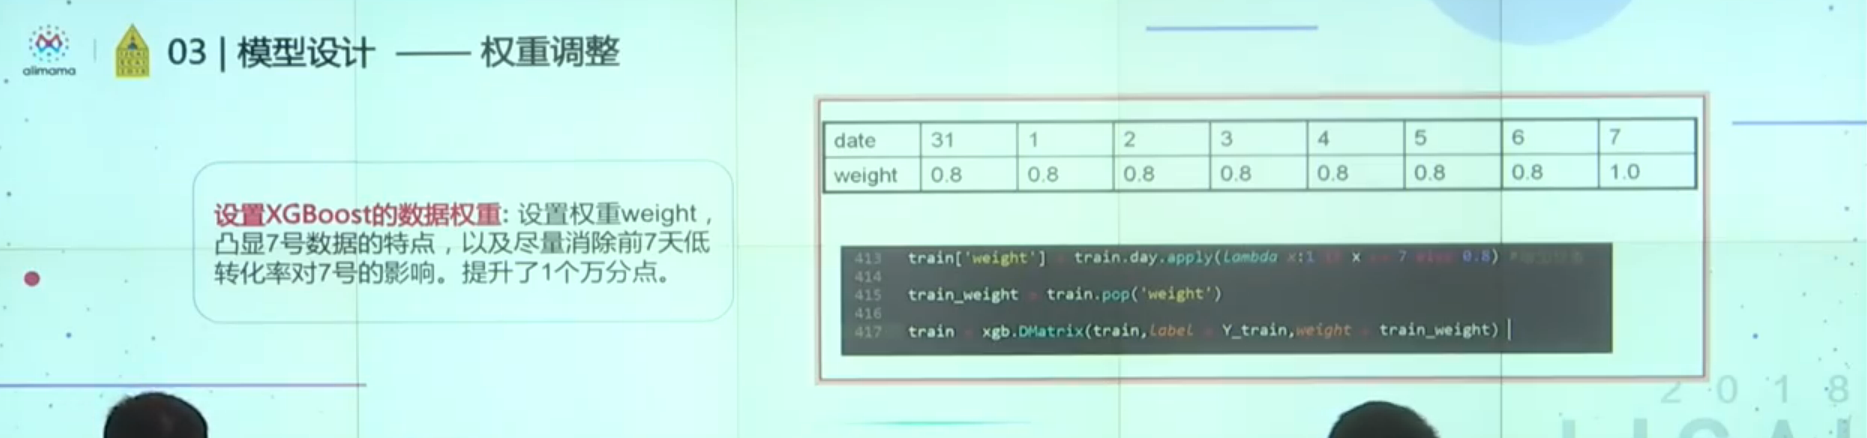 alimama
03 | 模型设计 —— 权重调整
设置XGBoost的数据权重: 设置权重weight，
凸显7号数据的特点，以及尽量消除前7天低
转化率对7号的影响。提升了1个万分点。
date 31 1 2 3 4 5 6 7
weight 0.8 0.8 0.8 0.8 0.8 0.8 0.8 1.0
413 train['weight'] = train.day.apply(lambda x:1 if x == 7 else 0.8)
414
415 train_weight = train.pop('weight')
416
417 train = xgb.DMatrix(train,label = Y_train,weight = train_weight)
2018